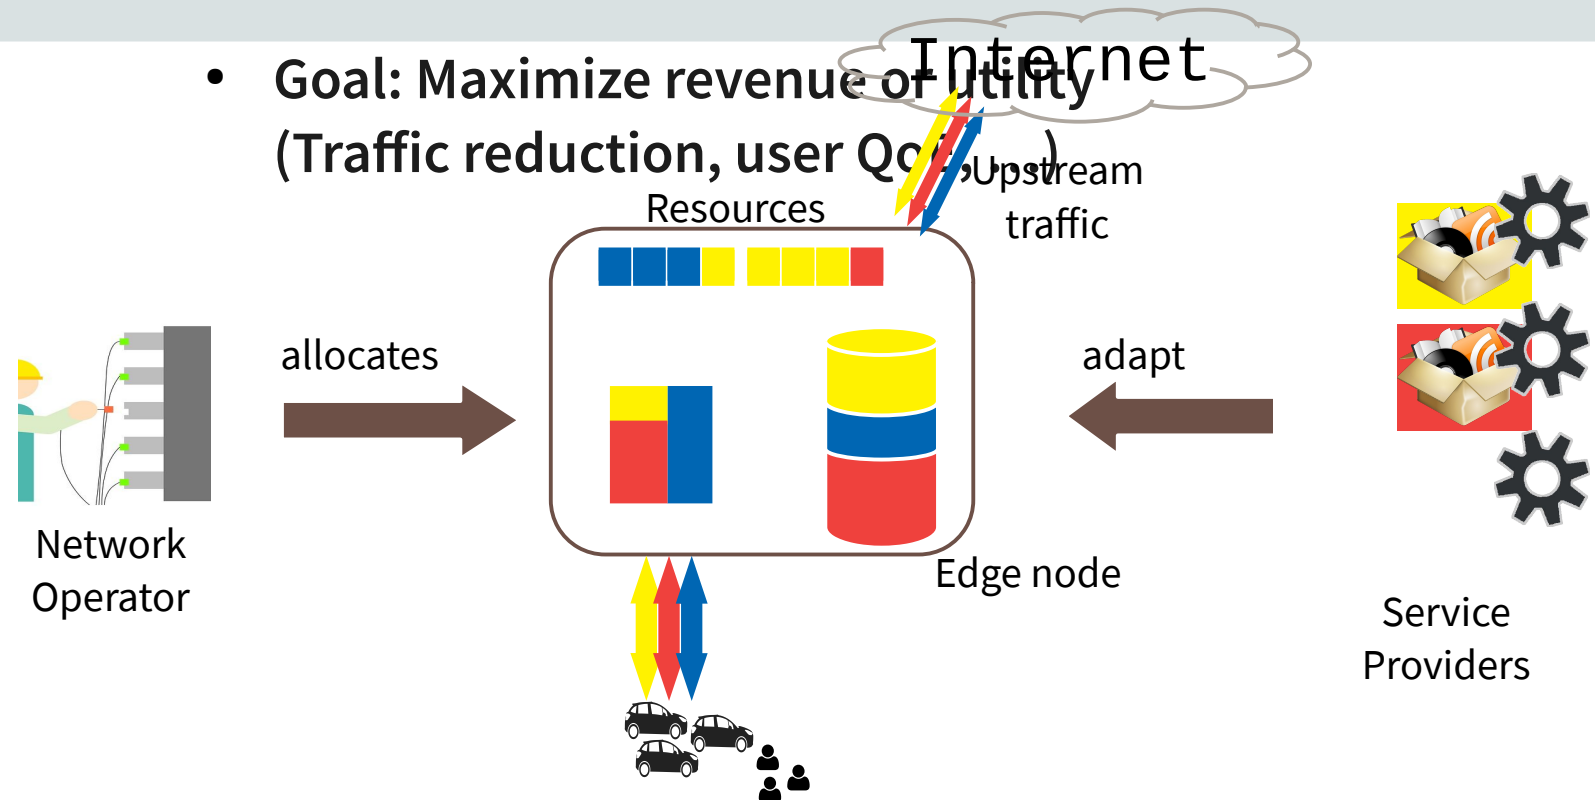 Internet
• Goal: Maximize revenue or utility
(Traffic reduction, user QoE,...)
Upstream
traffic
Resources
allocates
adapt
Network
Operator
Edge node
Service
Providers